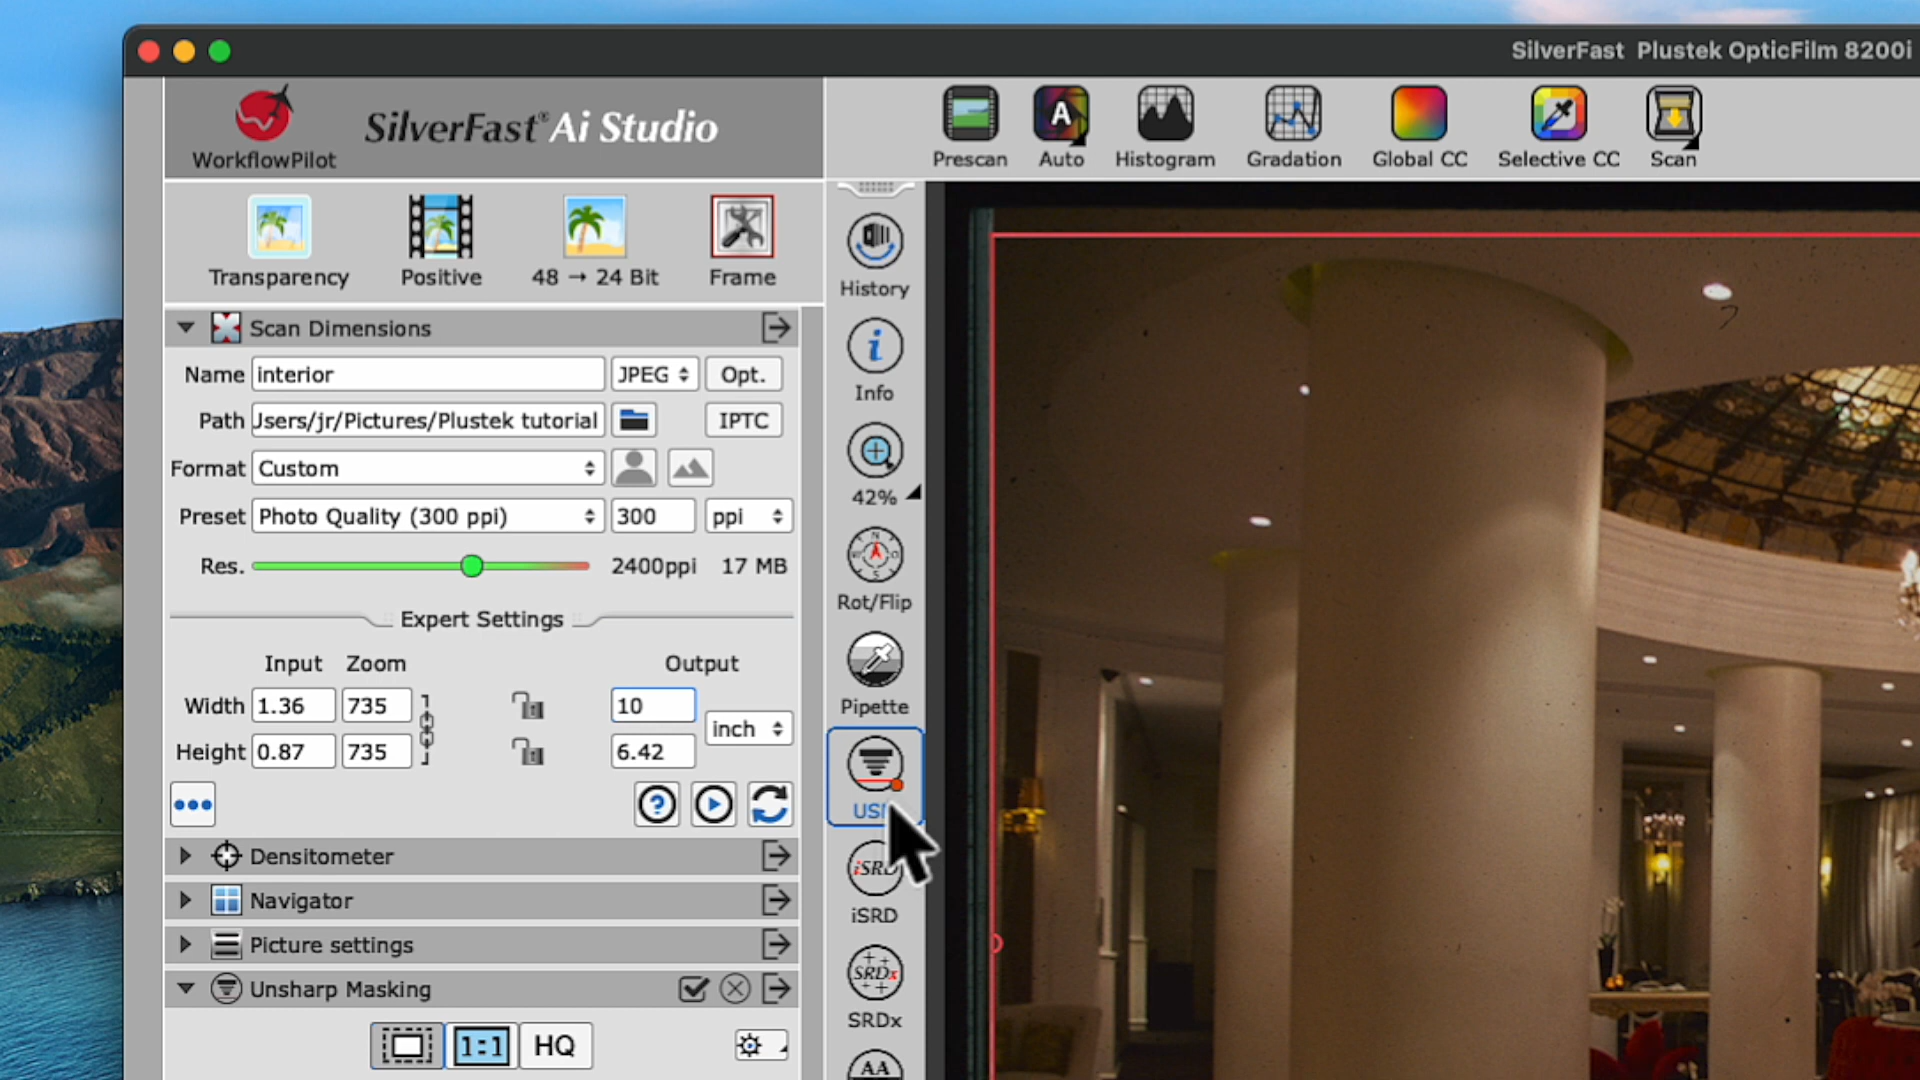 SilverFast Plustek OpticFilm 8200i
WorkflowPilot
SilverFast® Ai Studio
Prescan
A
Auto
Histogram
Gradation
Global CC
Selective CC
Scan
Transparency
Positive
48 → 24 Bit
Frame
Scan Dimensions
Name interior JPEG Opt.
Path Jsers/jr/Pictures/Plustek tutorial IPTC
Format Custom
Preset Photo Quality (300 ppi) 300 ppi
Res. 2400ppi 17 MB
Expert Settings
Input Zoom Output
Width 1.36 735 10
inch
Height 0.87 735 6.42
Densitometer
Navigator
Picture settings
Unsharp Masking
1:1 HQ
History
i
Info
42%
Rot/Flip
Pipette
iSRD
SRDx
SRDx
AA